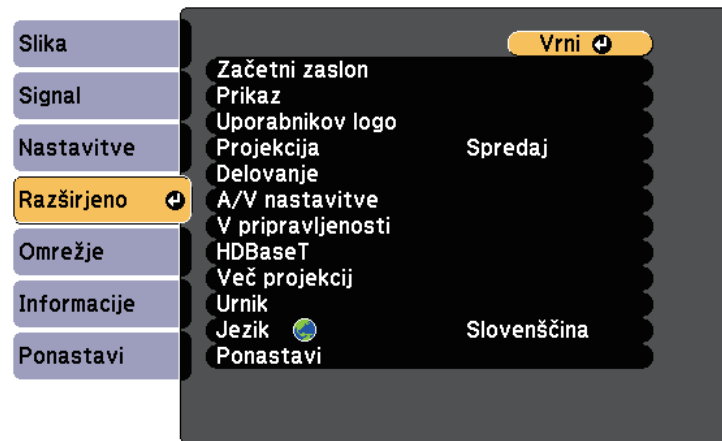 Slika
Signal
Nastavitve
Razširjeno
Omrežje
Informacije
Ponastavi
Vrni
Začetni zaslon
Prikaz
Uporabnikov logo
Projekcija Spredaj
Delovanje
A/V nastavitve
V pripravljenosti
HDBaseT
Več projekcij
Urnik
Jezik Slovenščina
Ponastavi